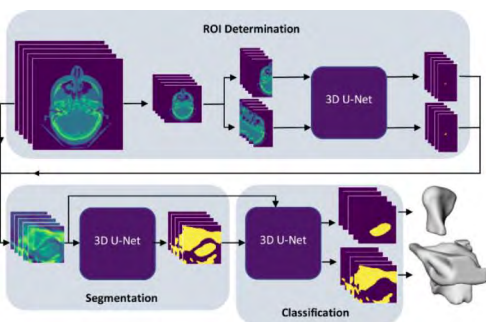 ROI Determination
3D U-Net
3D U-Net
3D U-Net
Segmentation
Classification